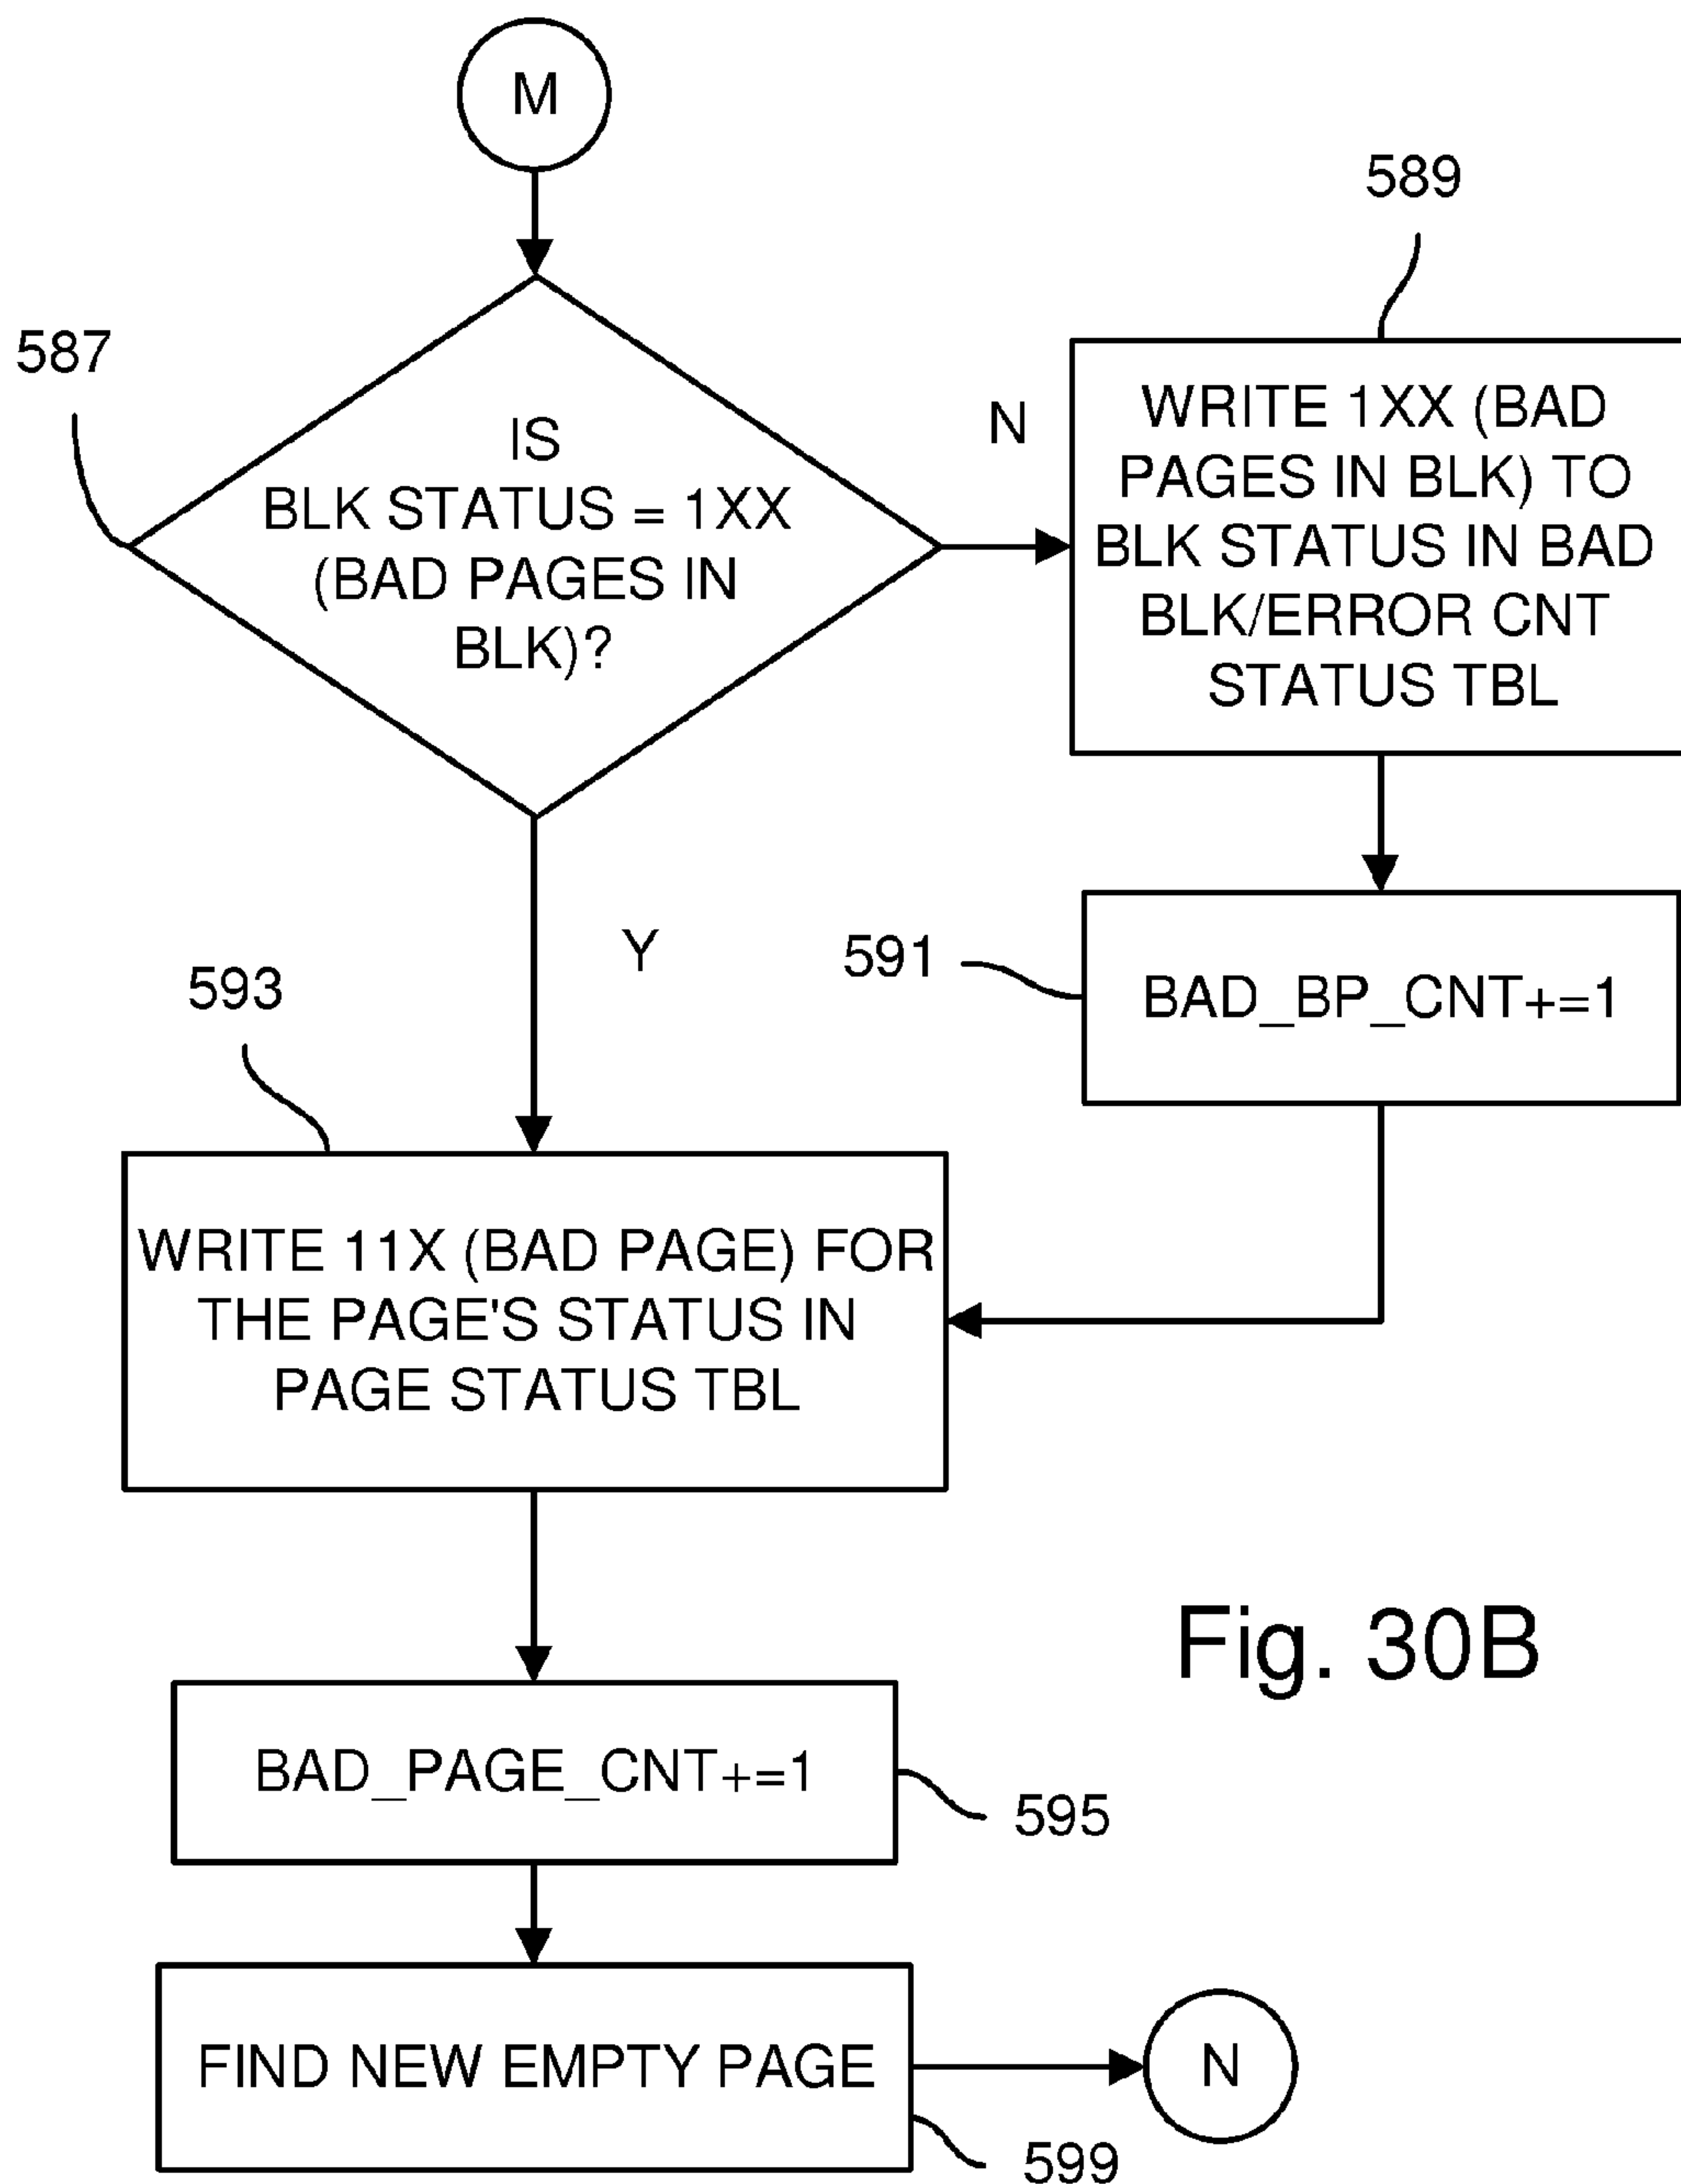 M
589
587
IS
BLK STATUS = 1XX
(BAD PAGES IN
BLK)?
N
WRITE 1XX (BAD
PAGES IN BLK) TO
BLK STATUS IN BAD
BLK/ERROR CNT
STATUS TBL
Y
591
BAD_BP_CNT+=1
593
WRITE 11X (BAD PAGE) FOR
THE PAGE'S STATUS IN
PAGE STATUS TBL
Fig. 30B
BAD_PAGE_CNT+=1
595
FIND NEW EMPTY PAGE
N
599